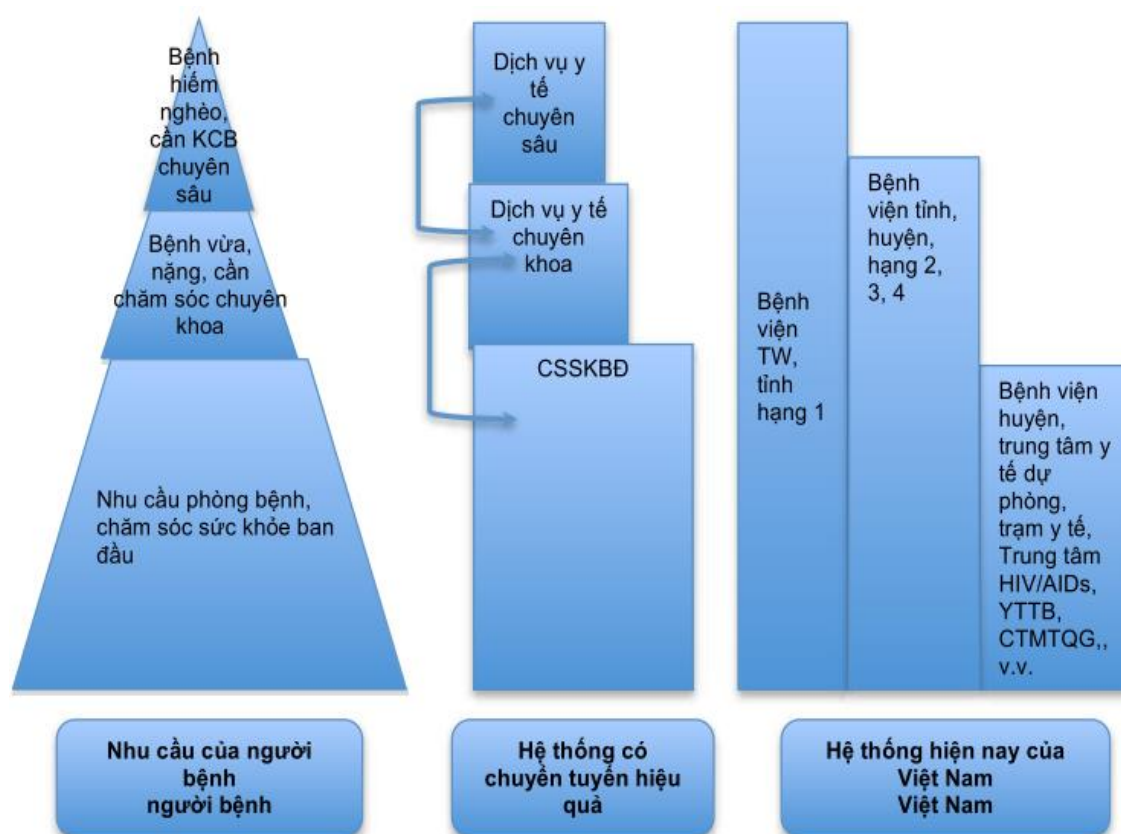 Bệnh
hiếm
nghèo,
cần KCB
chuyên
sâu
Bệnh vừa,
nặng, cần
chăm sóc chuyên
khoa
Nhu cầu phòng bệnh,
chăm sóc sức khỏe ban
đầu
Dịch vụ y
tế
chuyên
sâu
Dịch vụ y tế
chuyên
khoa
CSSKBĐ
Bệnh
viện
TW,
tỉnh
hạng 1
Bệnh
viện tỉnh,
huyện,
hạng 2,
3, 4
Bệnh viện
huyện,
trung tâm y
tế dự
phòng,
trạm y tế,
Trung tâm
HIV/AIDs,
YTTB,
CTMTQG,,
v.v.
Nhu cầu của người
bệnh
người bệnh
Hệ thống có
chuyển tuyến hiệu
quả
Hệ thống hiện nay của
Việt Nam
Việt Nam